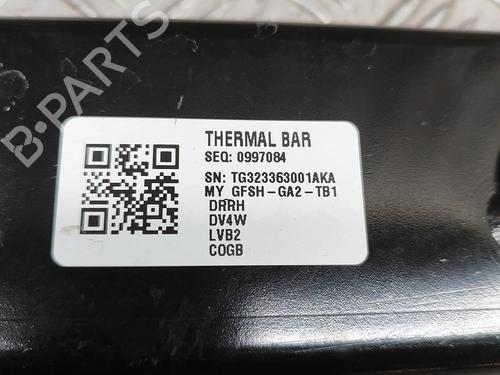 B-PARTS
THERMAL BAR
SEQ: 0997084
SN: TG323363001AKA
MY GFSH-GA2-TB1
DRRH
DV4W
LVB2
COGB